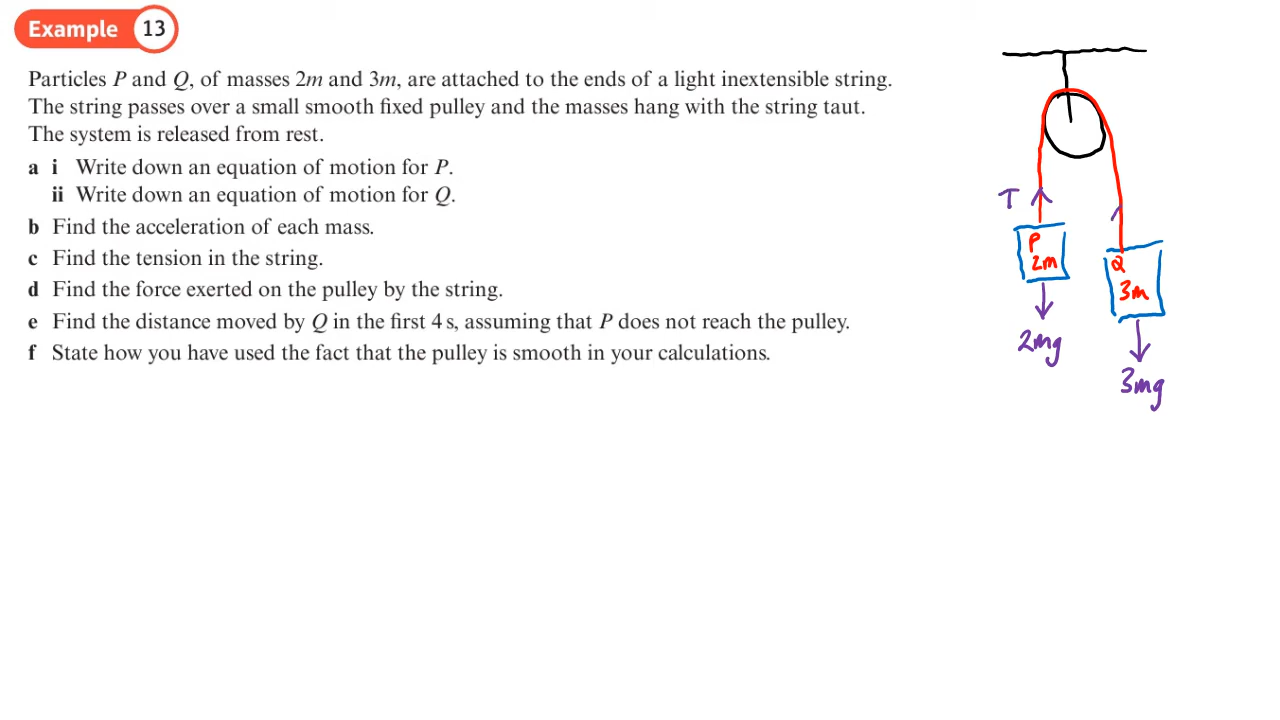 Example 13
Particles P and Q, of masses 2m and 3m, are attached to the ends of a light inextensible string.
The string passes over a small smooth fixed pulley and the masses hang with the string taut.
The system is released from rest.
a i Write down an equation of motion for P.
ii Write down an equation of motion for Q.
b Find the acceleration of each mass.
c Find the tension in the string.
d Find the force exerted on the pulley by the string.
e Find the distance moved by Q in the first 4 s, assuming that P does not reach the pulley.
f State how you have used the fact that the pulley is smooth in your calculations.
T
P
2m
Q
3m
2mg
3mg